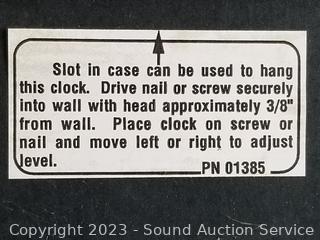 Slot in case can be used to hang
this clock. Drive nail or screw securely
into wall with head approximately 3/8"
from wall. Place clock on screw or
nail and move left or right to adjust
level.
PN 01385
Copyright 2023 - Sound Auction Service